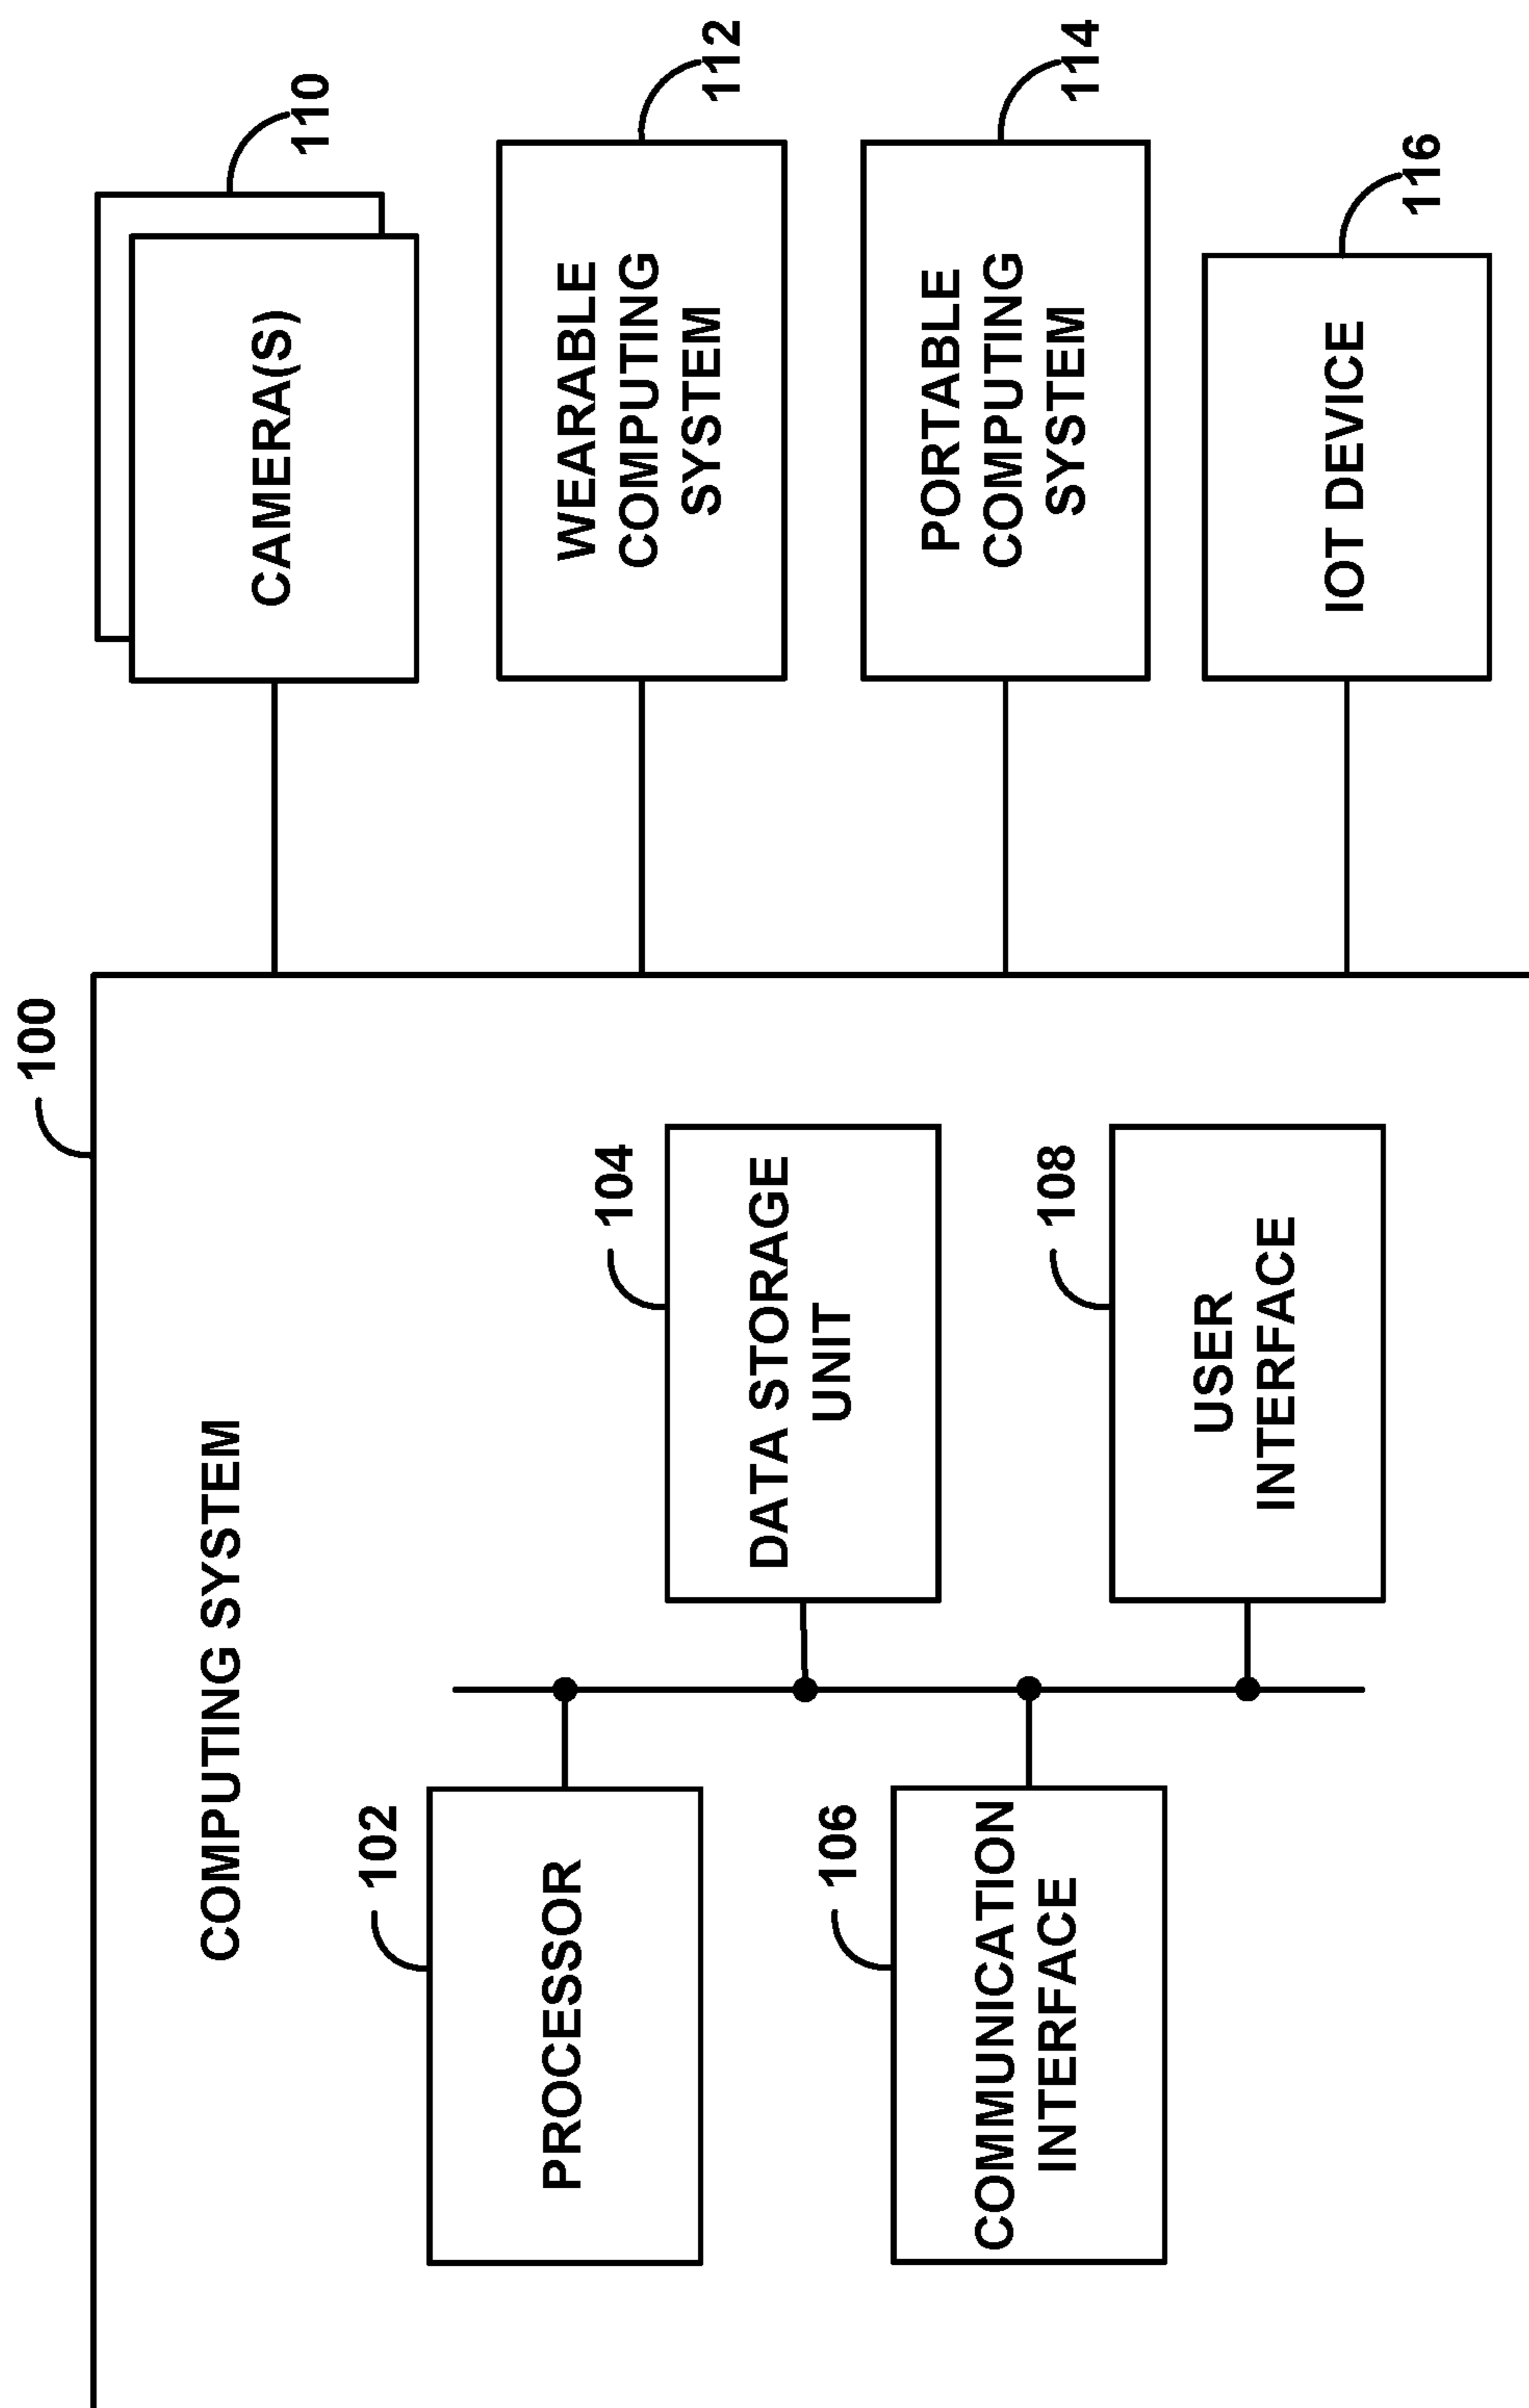 100
COMPUTING SYSTEM
102
PROCESSOR
104
DATA STORAGE
UNIT
106
COMMUNICATION
INTERFACE
108
USER
INTERFACE
110
CAMERA(S)
112
WEARABLE
COMPUTING
SYSTEM
114
PORTABLE
COMPUTING
SYSTEM
116
IOT DEVICE